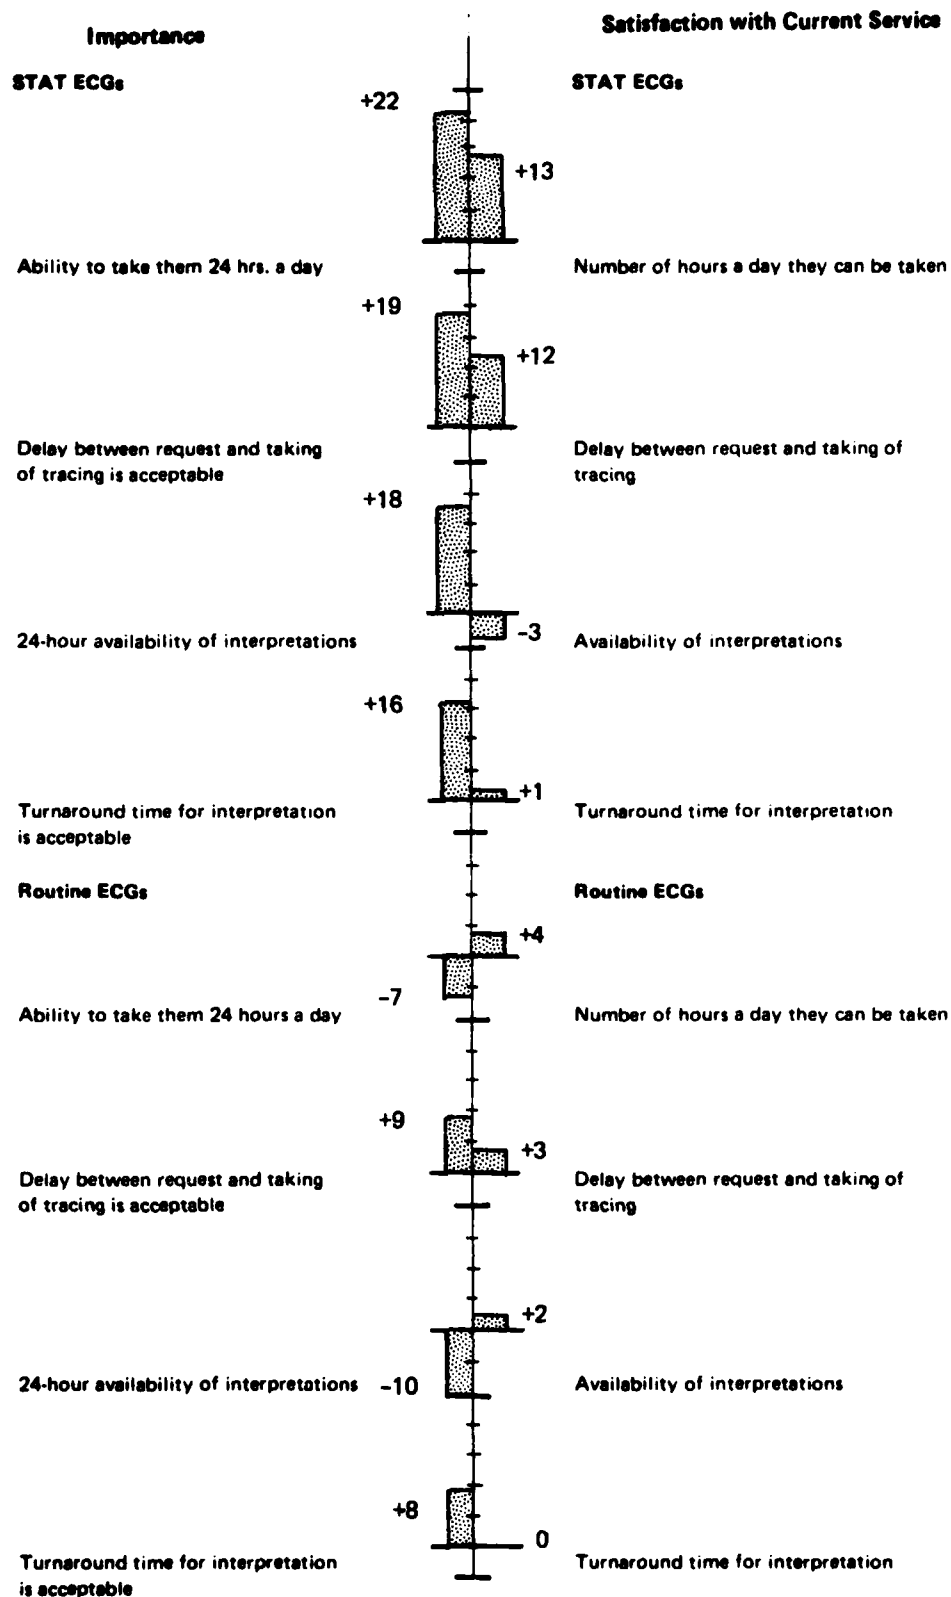 Importance
Satisfaction with Current Service
STAT ECGs
STAT ECGs
+22
+13
Ability to take them 24 hrs. a day
Number of hours a day they can be taken
+19
+12
Delay between request and taking
of tracing is acceptable
Delay between request and taking of
tracing
+18
-3
24-hour availability of interpretations
Availability of interpretations
+16
+1
Turnaround time for interpretation
is acceptable
Turnaround time for interpretation
Routine ECGs
Routine ECGs
+4
-7
Ability to take them 24 hours a day
Number of hours a day they can be taken
+9
+3
Delay between request and taking
of tracing is acceptable
Delay between request and taking of
tracing
+2
24-hour availability of interpretations
-10
Availability of interpretations
+8
0
Turnaround time for interpretation
is acceptable
Turnaround time for interpretation